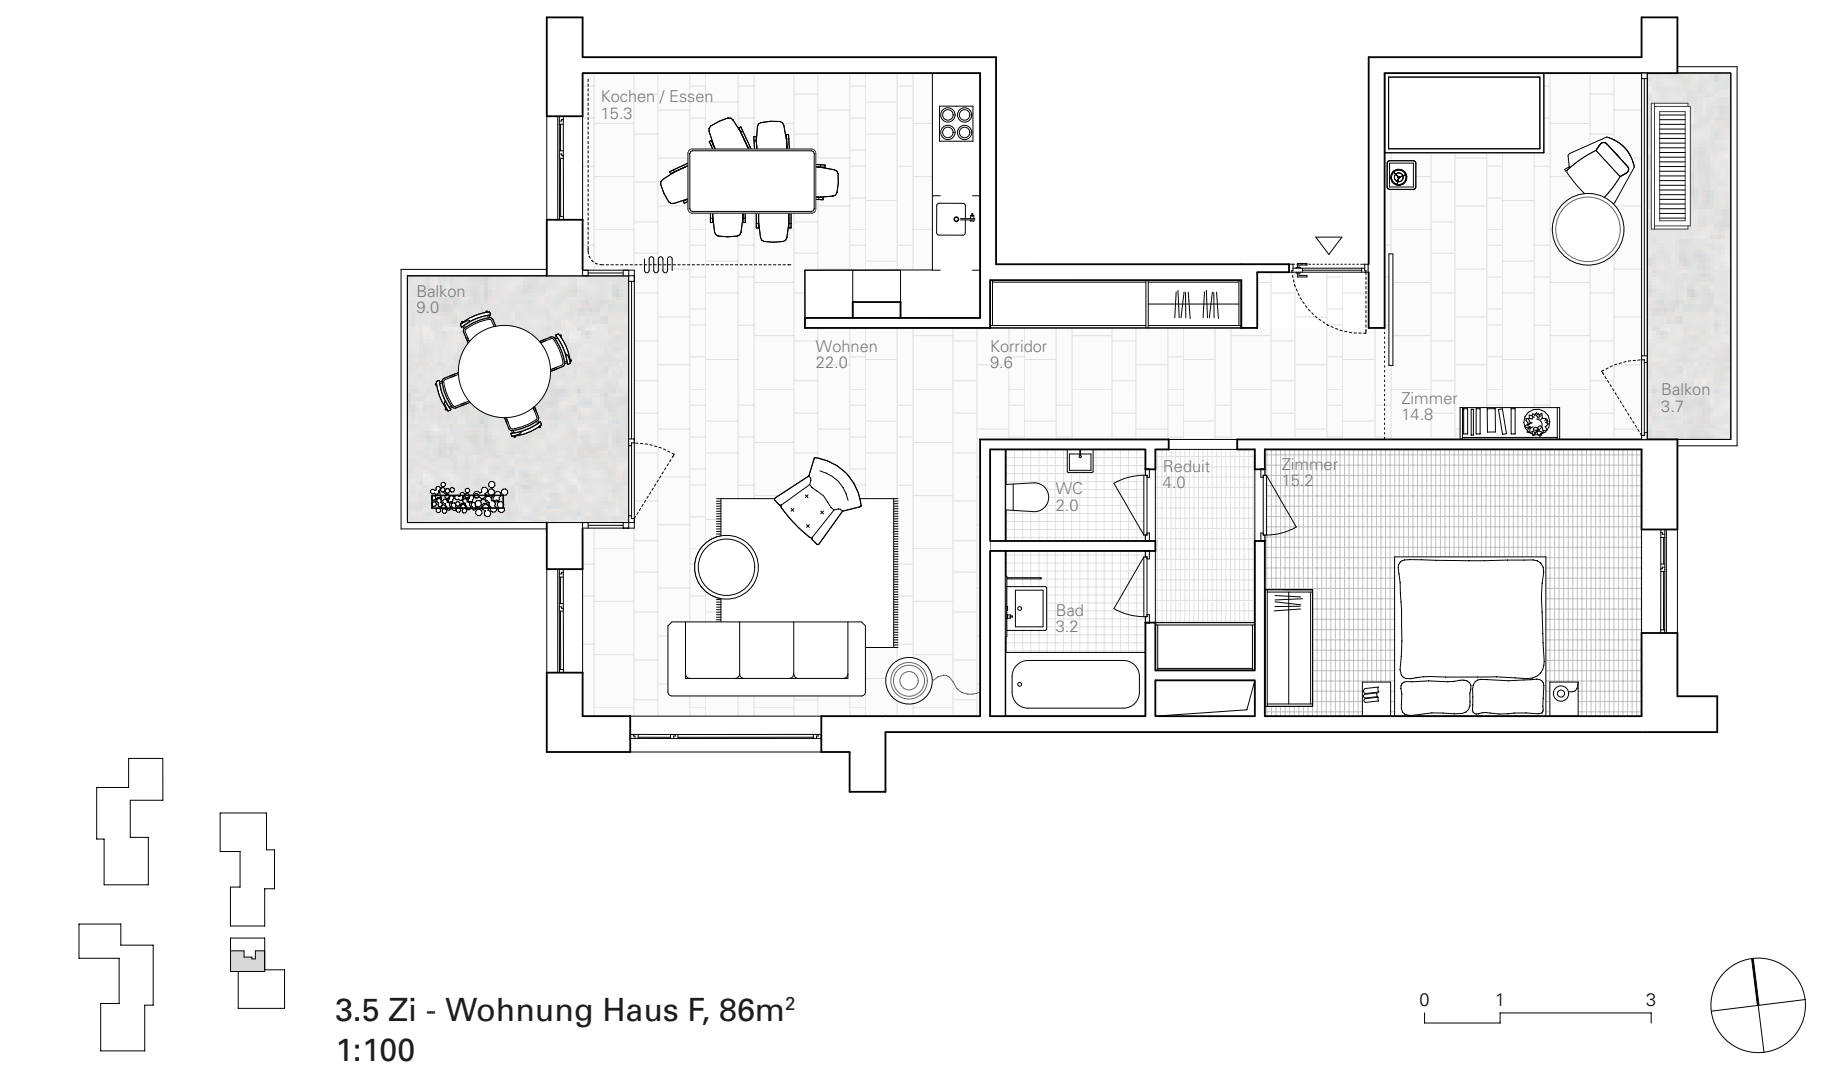 Kochen / Essen
15.3
Balkon
9.0
Wohnen
22.0
Korridor
9.6
Zimmer
14.8
Balkon
3.7
WC
2.0
Reduit
4.0
Zimmer
15.2
Bad
3.2
3.5 Zi - Wohnung Haus F, 86m²
1:100
0 1 3